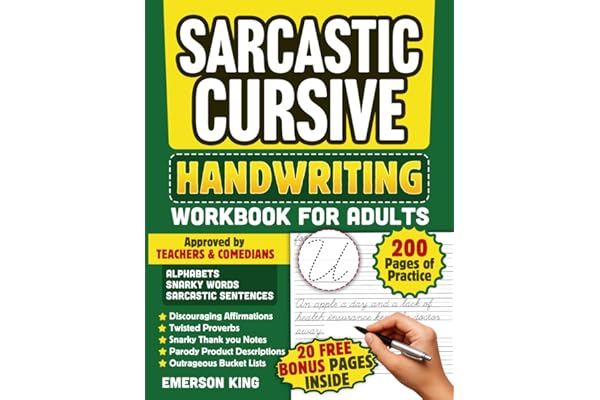 SARCASTIC
CURSIVE
HANDWRITING
WORKBOOK FOR ADULTS
Approved by
TEACHERS & COMEDIANS
ALPHABETS
SNARKY WORDS
SARCASTIC SENTENCES
Discouraging Affirmations
Twisted Proverbs
Snarky Thank you Notes
Parody Product Descriptions
Outrageous Bucket Lists
EMERSON KING
U
200
Pages of
Practice
An apple a day and a lack of
health insurance doctor
away.
20 FREE
BONUS PAGES
INSIDE